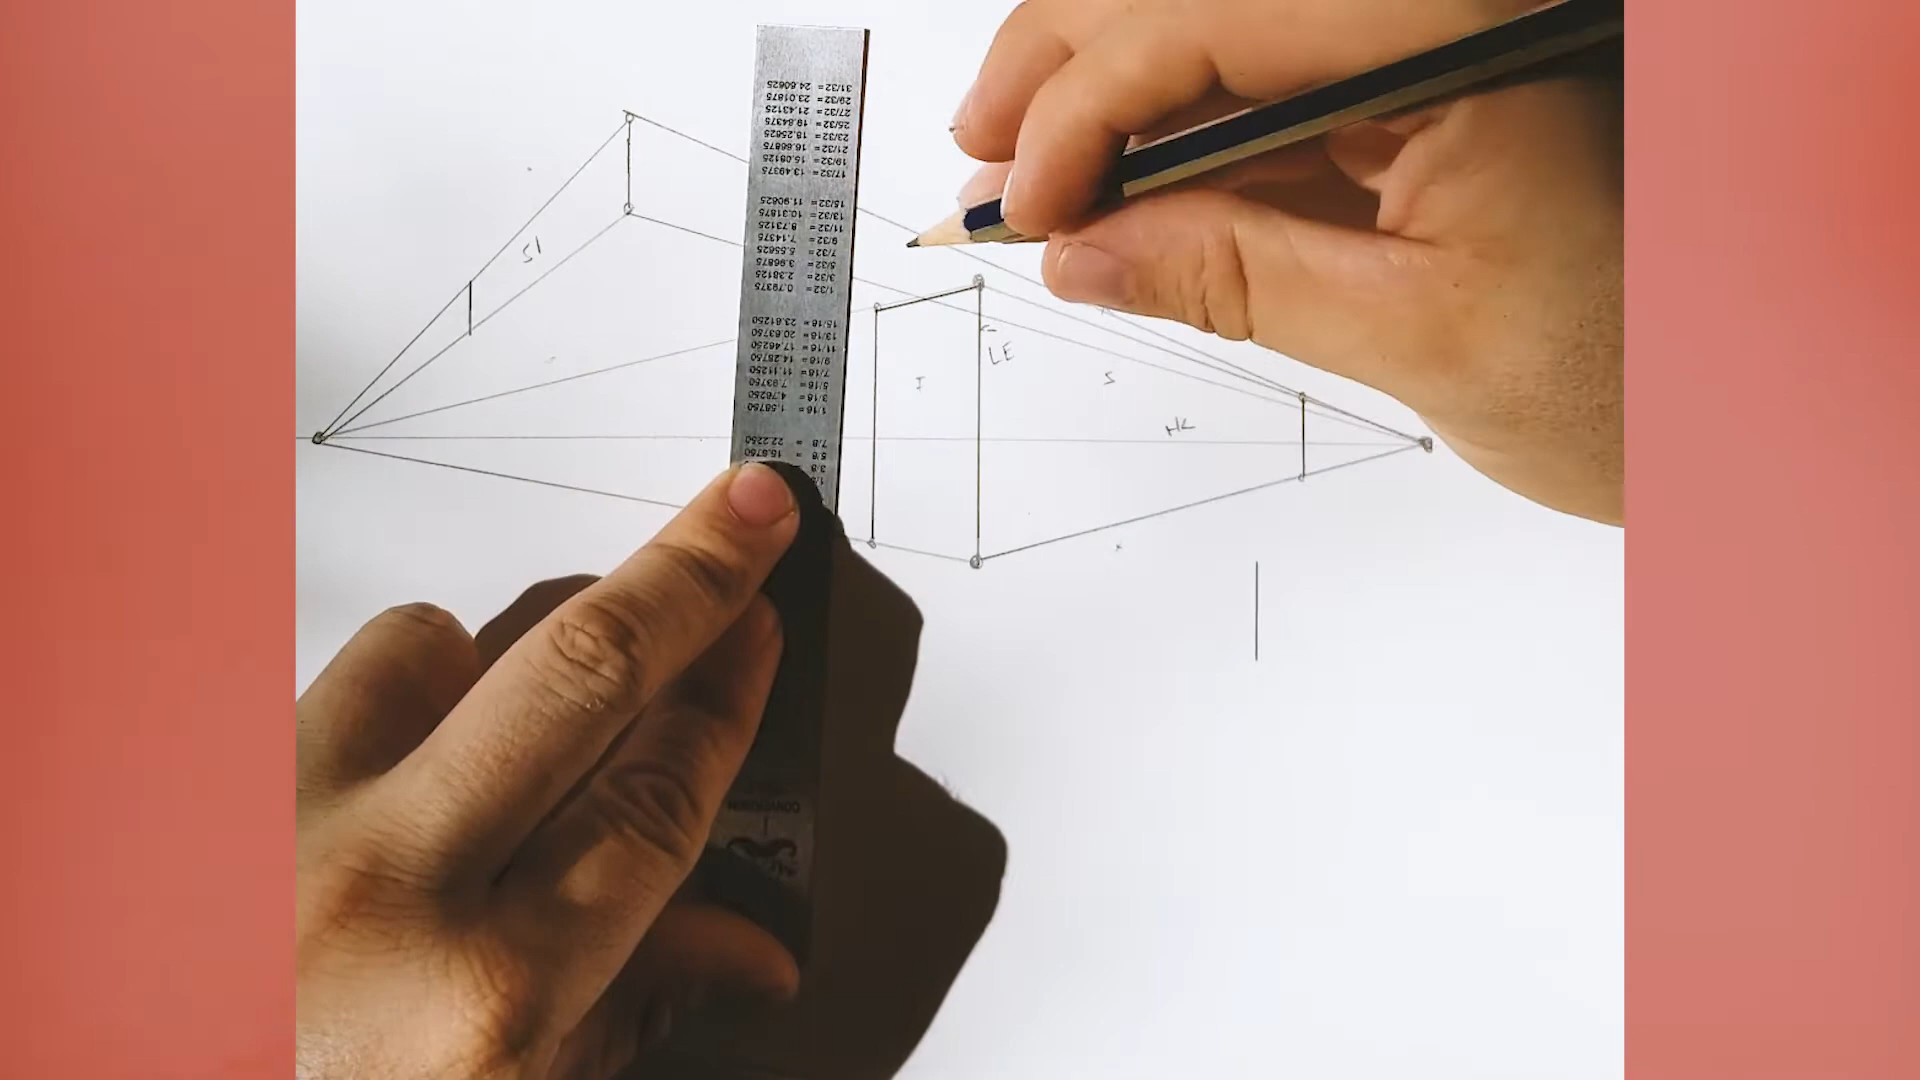 S1
I
LE
S
HL
CONVERSION
3/8
5/8 = 15.8750
7/8 = 22.2250
1/16 = 1.58750
3/16 = 4.76250
5/16 = 7.93750
7/16 = 11.11250
9/16 = 14.28750
11/16 = 17.46250
13/16 = 20.63750
15/16 = 23.81250
1/32 = 0.79375
3/32 = 2.38125
5/32 = 3.96875
7/32 = 5.55625
9/32 = 7.14375
11/32 = 8.73125
13/32 = 10.31875
15/32 = 11.90625
17/32 = 13.49375
19/32 = 15.08125
21/32 = 16.66875
23/32 = 18.25625
25/32 = 19.84375
27/32 = 21.43125
29/32 = 23.01875
31/32 = 24.60625